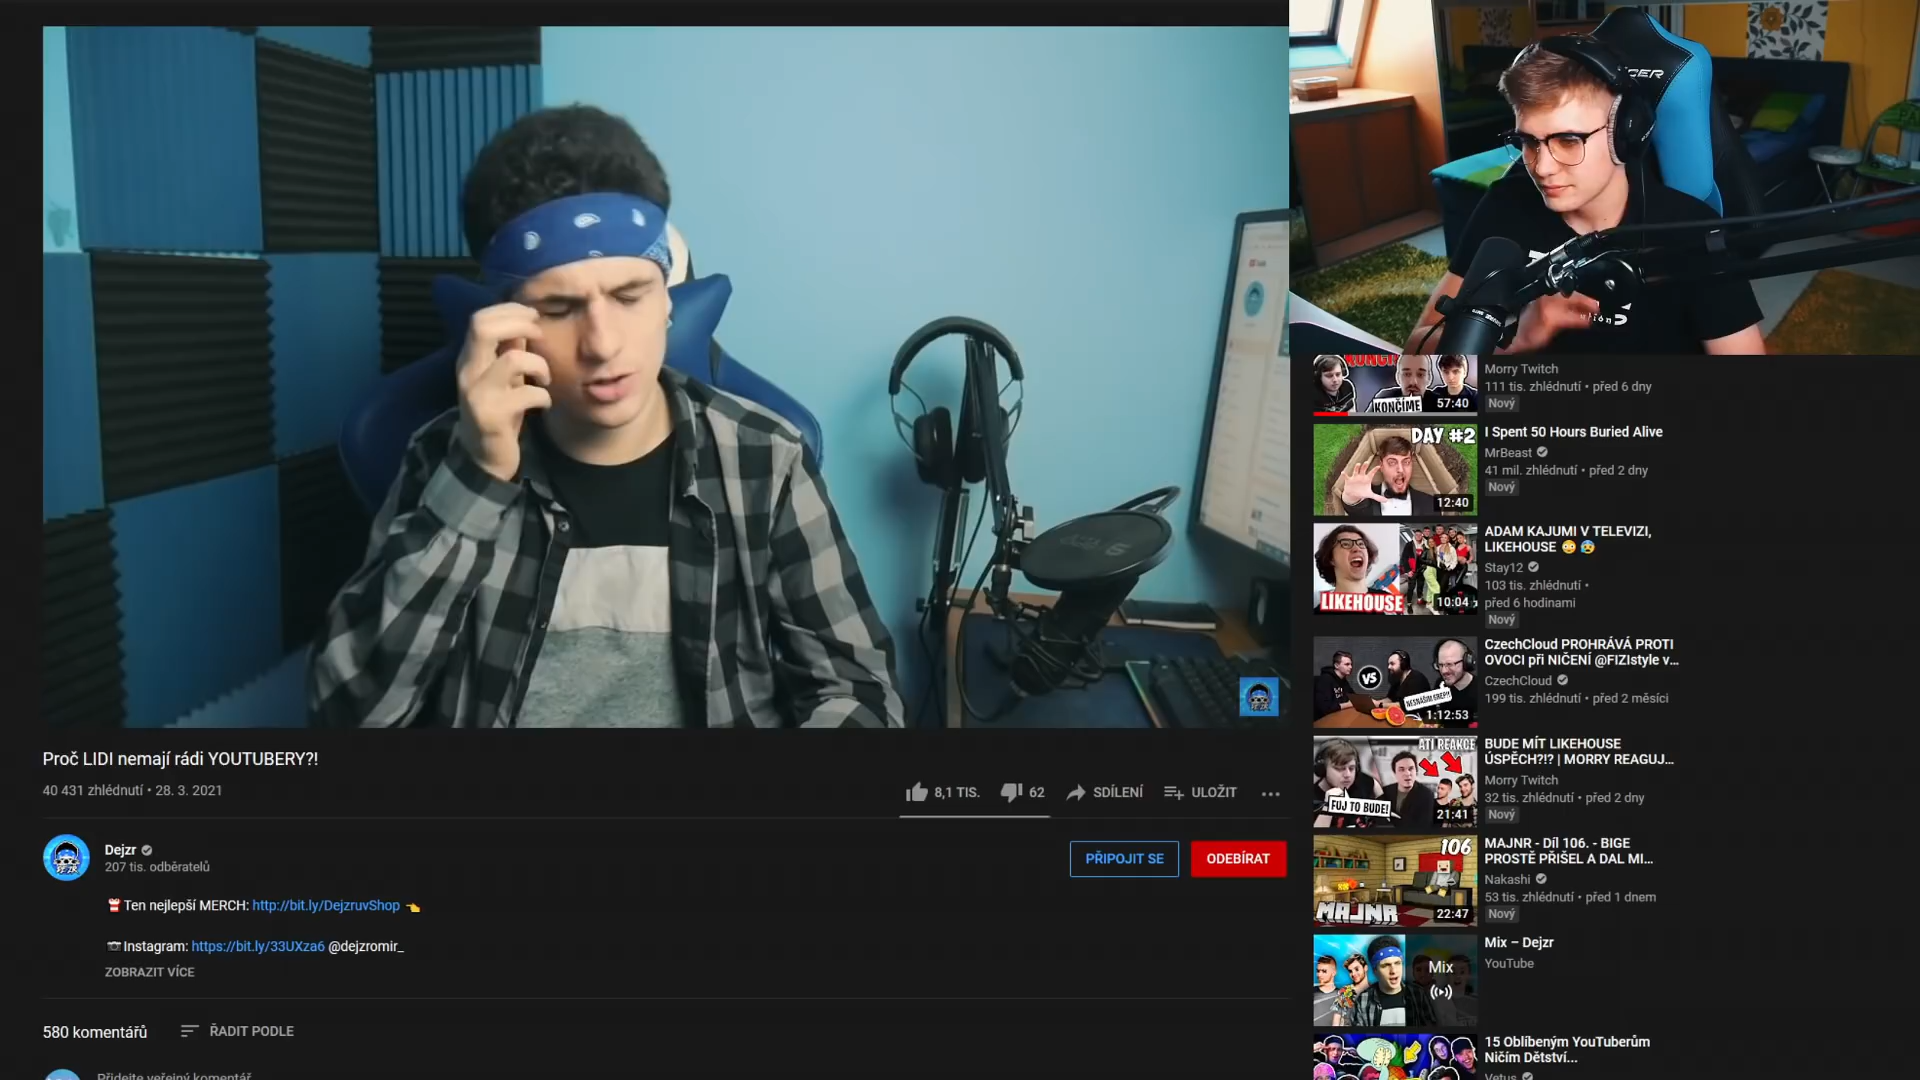 Proč LIDI nemají rádi YOUTUBERY?!
40 431 zhlédnutí • 28. 3. 2021
8,1 TIS.
62
SDÍLENÍ
ULOŽIT
Dejzr
207 tis. odběratelů
PŘIPOJIT SE
ODEBÍRAT
Ten nejlepší MERCH: http://bit.ly/DejzruvShop
Instagram: https://bit.ly/33UXza6 @dejzromir_
ZOBRAZIT VÍCE
580 komentářů
ŘADIT PODLE
Přidejte veřejný komentář
KONČÍME
57:40
Morry Twitch
111 tis. zhlédnutí • před 6 dny
Nový
DAY #2
12:40
I Spent 50 Hours Buried Alive
MrBeast
41 mil. zhlédnutí • před 2 dny
Nový
LIKEHOUSE
10:04
ADAM KAJUMI V TELEVIZI,
LIKEHOUSE
Stay12
103 tis. zhlédnutí •
před 6 hodinami
Nový
VS
NESNÁŠÍM GREP!!
1:12:53
CzechCloud PROHRÁVÁ PROTI
OVOCI při NIČENÍ @FIZIstyle v...
CzechCloud
199 tis. zhlédnutí • před 2 měsíci
ATI REAKCE
FUJ TO BUDE!
21:41
BUDE MÍT LIKEHOUSE
ÚSPĚCH?!? | MORRY REAGUJ...
Morry Twitch
32 tis. zhlédnutí • před 2 dny
Nový
106
MAJNR
22:47
MAJNR - Díl 106. - BIGE
PROSTĚ PŘIŠEL A DAL MI...
Nakashi
53 tis. zhlédnutí • před 1 dnem
Nový
Mix
Mix – Dejzr
YouTube
15 Oblíbeným YouTuberům
Ničím Dětství...
Vetus